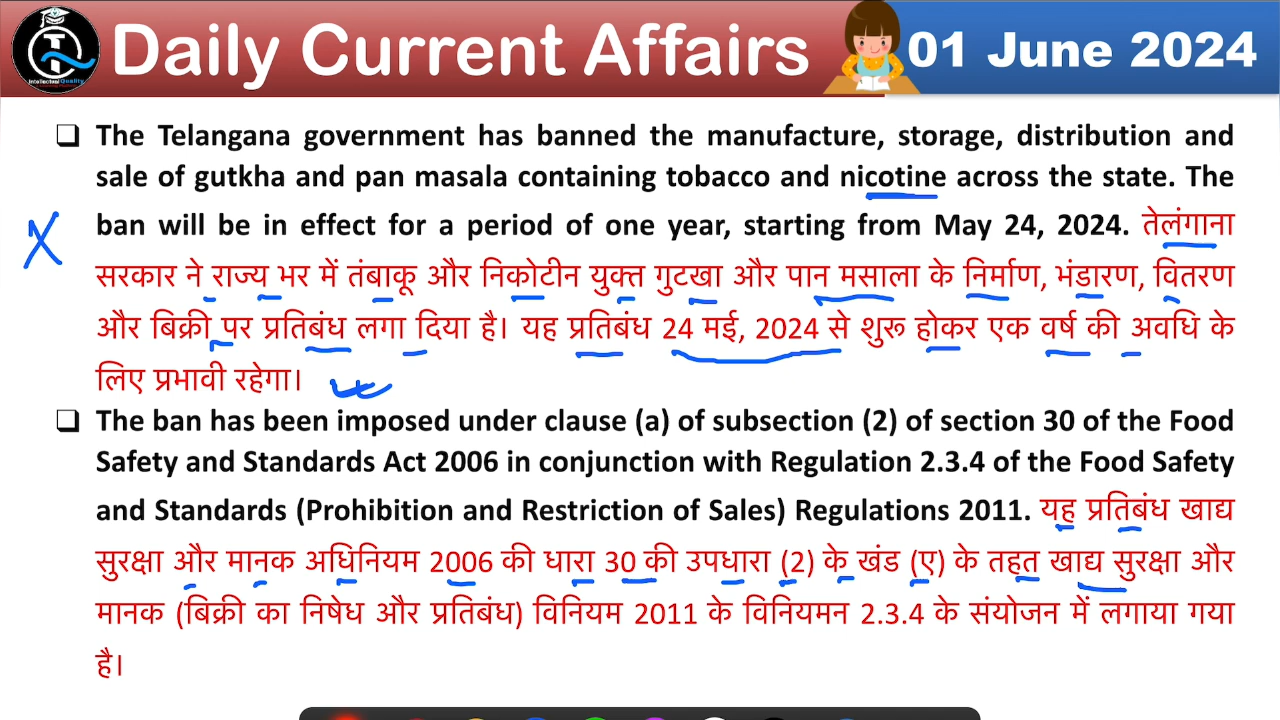 Daily Current Affairs
01 June 2024
The Telangana government has banned the manufacture, storage, distribution and
sale of gutkha and pan masala containing tobacco and nicotine across the state. The
ban will be in effect for a period of one year, starting from May 24, 2024. तेलंगाना
सरकार ने राज्य भर में तंबाकू और निकोटीन युक्त गुटखा और पान मसाला के निर्माण, भंडारण, वितरण
और बिक्री पर प्रतिबंध लगा दिया है। यह प्रतिबंध 24 मई, 2024 से शुरू होकर एक वर्ष की अवधि के
लिए प्रभावी रहेगा।
The ban has been imposed under clause (a) of subsection (2) of section 30 of the Food
Safety and Standards Act 2006 in conjunction with Regulation 2.3.4 of the Food Safety
and Standards (Prohibition and Restriction of Sales) Regulations 2011. यह प्रतिबंध खाद्य
सुरक्षा और मानक अधिनियम 2006 की धारा 30 की उपधारा (2) के खंड (ए) के तहत खाद्य सुरक्षा और
मानक (बिक्री का निषेध और प्रतिबंध) विनियम 2011 के विनियमन 2.3.4 के संयोजन में लगाया गया
है।